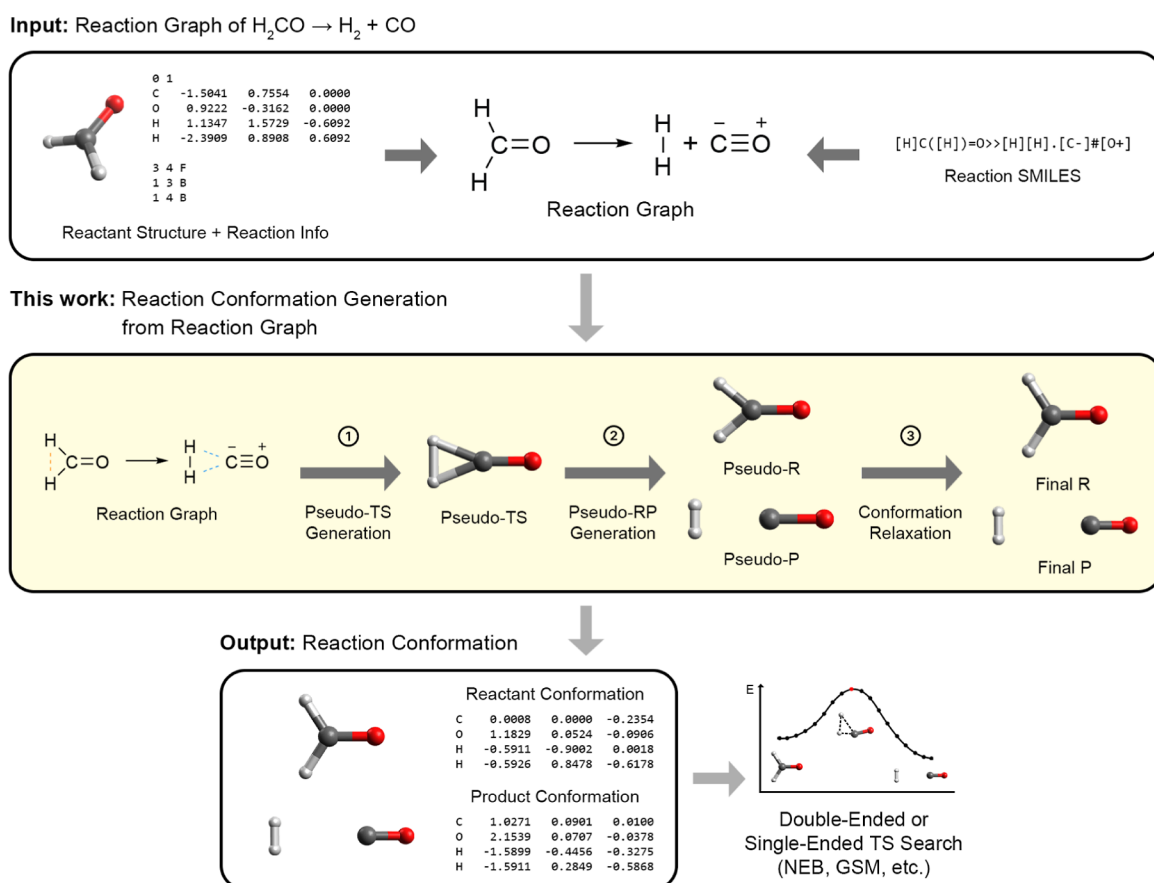 Input: Reaction Graph of H₂CO → H₂ + CO
0 1
C -1.5041 0.7554 0.0000
O 0.9222 -0.3162 0.0000
H 1.1347 1.5729 -0.6092
H -2.3909 0.8908 0.6092
3 4 F
1 3 B
1 4 B
Reactant Structure + Reaction Info
H
C=O
H
H
H
+
−
C≡O
+
Reaction Graph
[H]C([H])=O>>[H][H].[C-]#[O+]
Reaction SMILES
This work: Reaction Conformation Generation
from Reaction Graph
H
C=O
H
H
H
−
C≡O
+
Reaction Graph
1
Pseudo-TS
Generation
Pseudo-TS
2
Pseudo-RP
Generation
Pseudo-R
Pseudo-P
3
Conformation
Relaxation
Final R
Final P
Output: Reaction Conformation
Reactant Conformation
C 0.0008 0.0000 -0.2354
O 1.1829 0.0524 -0.0906
H -0.5911 -0.9002 0.0018
H -0.5926 0.8478 -0.6178
Product Conformation
C 1.0271 0.0901 0.0100
O 2.1539 0.0707 -0.0378
H -1.5899 -0.4456 -0.3275
H -1.5911 0.2849 -0.5868
E
Double-Ended or
Single-Ended TS Search
(NEB, GSM, etc.)